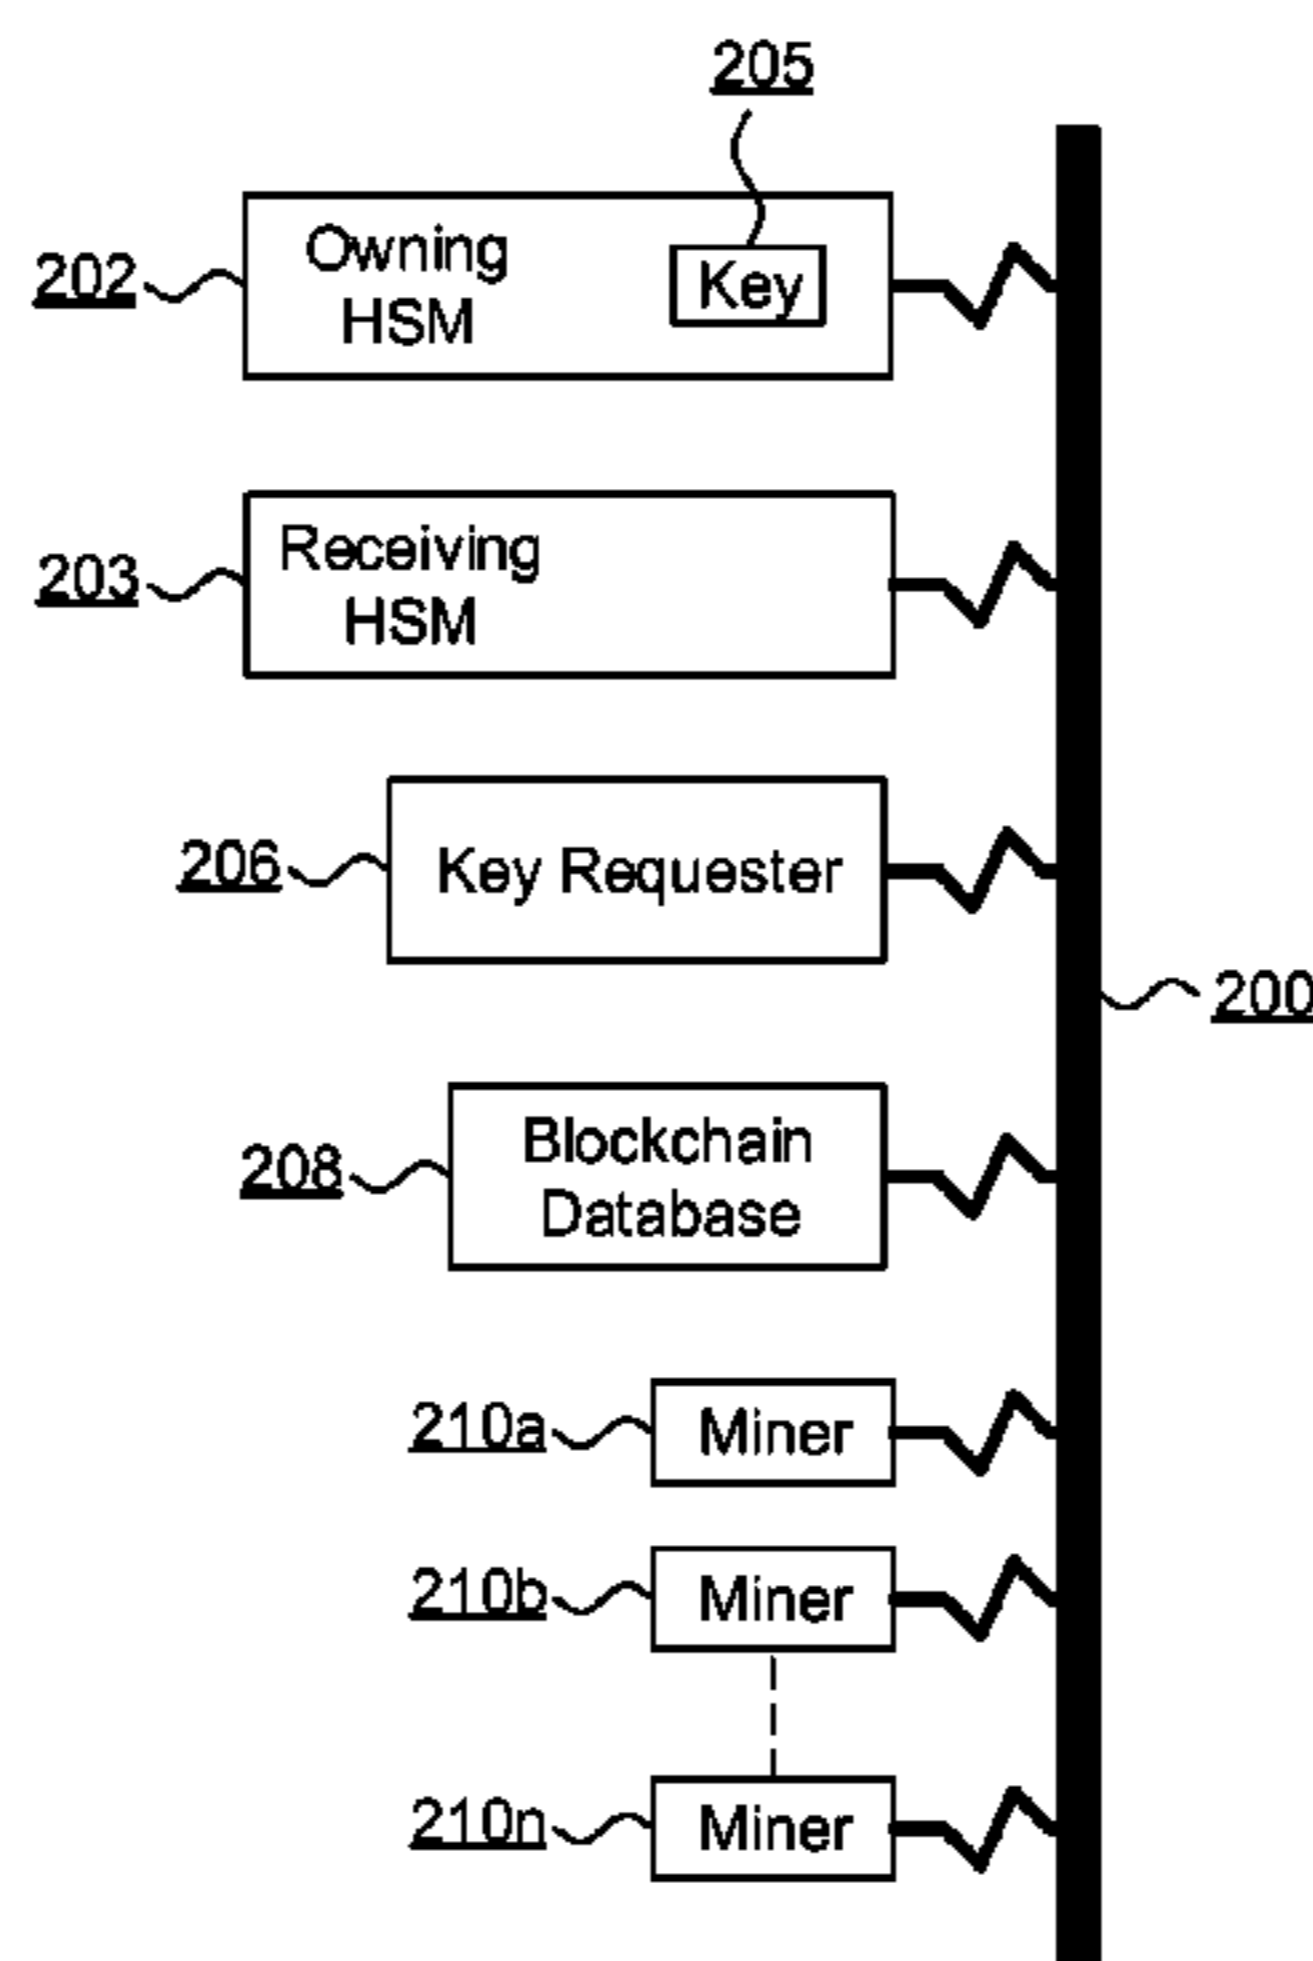 205
Owning
HSM
Key
202
Receiving
HSM
203
Key Requester
206
200
Blockchain
Database
208
210a
Miner
210b
Miner
210n
Miner